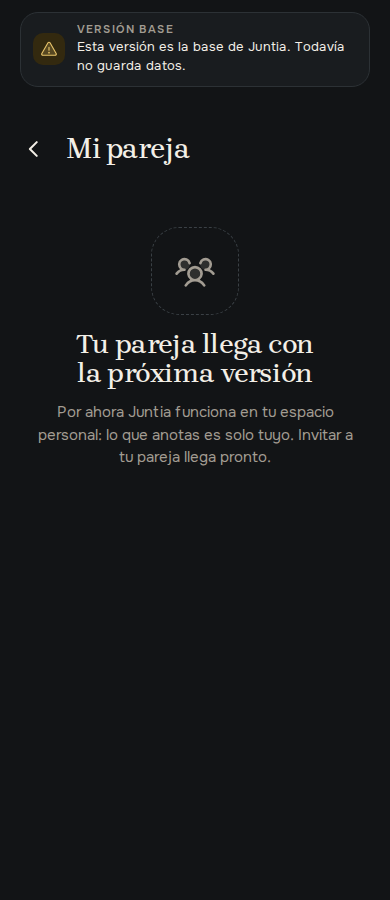 VERSIÓN BASE
Esta versión es la base de Juntia. Todavía
no guarda datos.
Mi pareja
Tu pareja llega con
la próxima versión
Por ahora Juntia funciona en tu espacio
personal: lo que anotas es solo tuyo. Invitar a
tu pareja llega pronto.